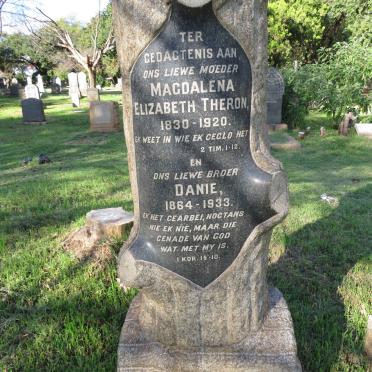 TER
GEDACTENIS AAN
ONS LIEWE MOEDER
MAGDALENA
ELIZABETH THERON,
1830-1920.
EK WEET IN WIE EK GEGLO HET
2 TIM. 1-12.
EN
ONS LIEWE BROER
DANIE,
1864-1933.
EK HET GEARBEI, NOGTANS
NIE EK NIE, MAAR DIE
GENADE VAN GOD
WAT MET MY IS.
1 KOR. 15-10.